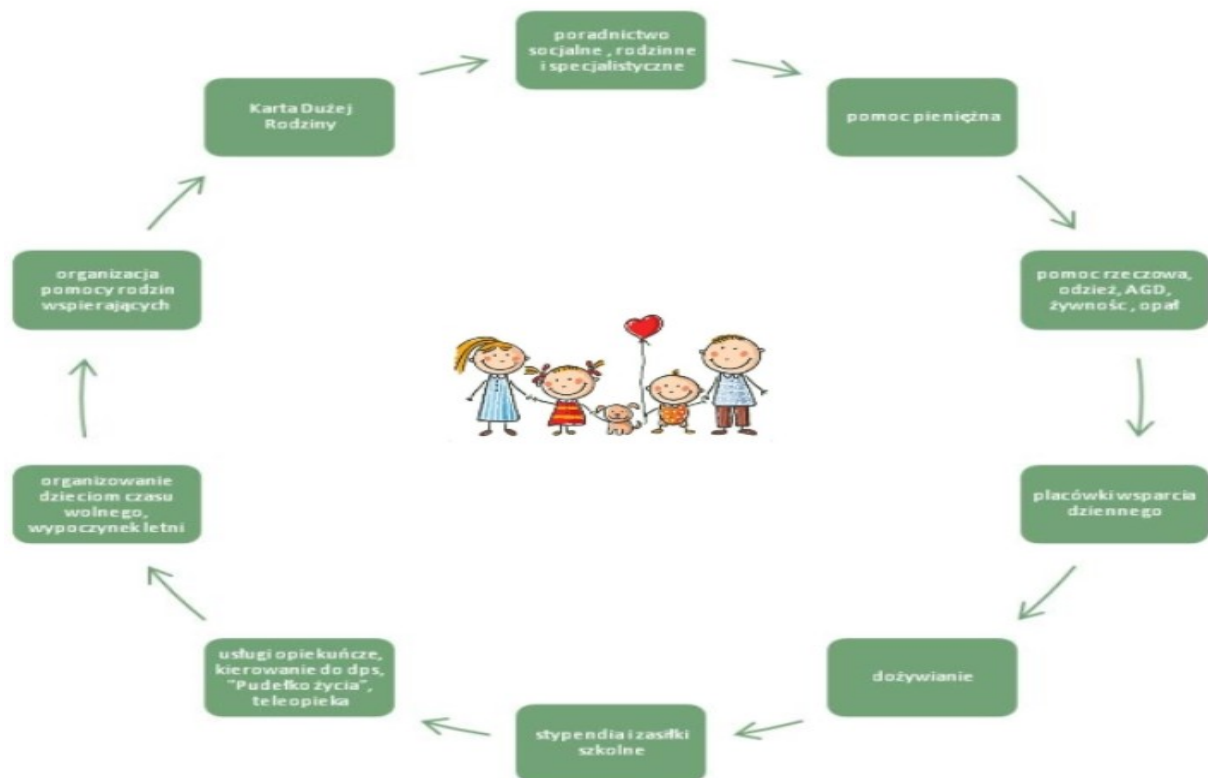 poradnictwo
socjalne , rodzinne
i specjalistyczne
pomoc pieniężna
pomoc rzeczowa,
odzież, AGD,
żywnośc , opał
placówki wsparcia
dziennego
dożywianie
stypendia i zasiłki
szkolne
usługi opiekuńcze,
kierowanie do dps,
"Pudełko życia",
teleopieka
organizowanie
dzieciom czasu
wolnego,
wypoczynek letni
organizacja
pomocy rodzin
wspierających
Karta Dużej
Rodziny